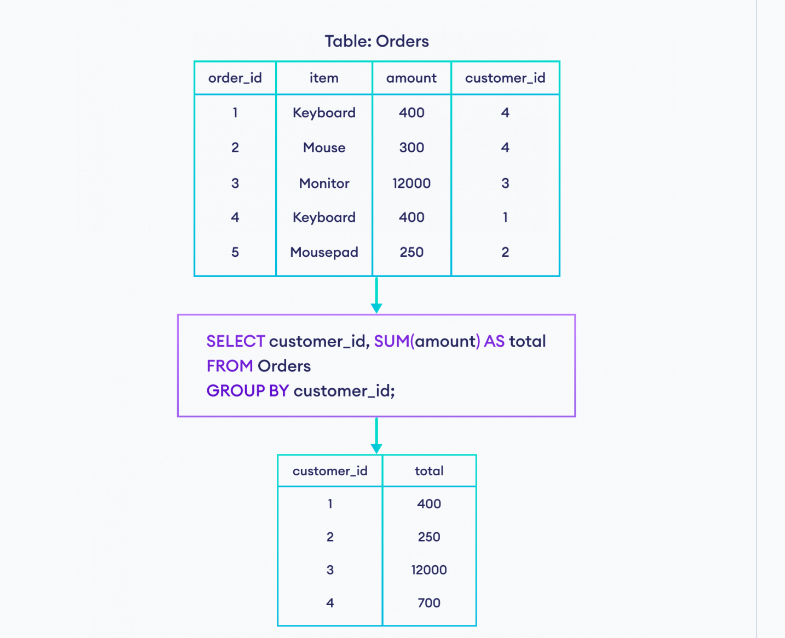 Table: Orders
order_id item amount customer_id
1 Keyboard 400 4
2 Mouse 300 4
3 Monitor 12000 3
4 Keyboard 400 1
5 Mousepad 250 2
SELECT customer_id, SUM(amount) AS total
FROM Orders
GROUP BY customer_id;
customer_id total
1 400
2 250
3 12000
4 700